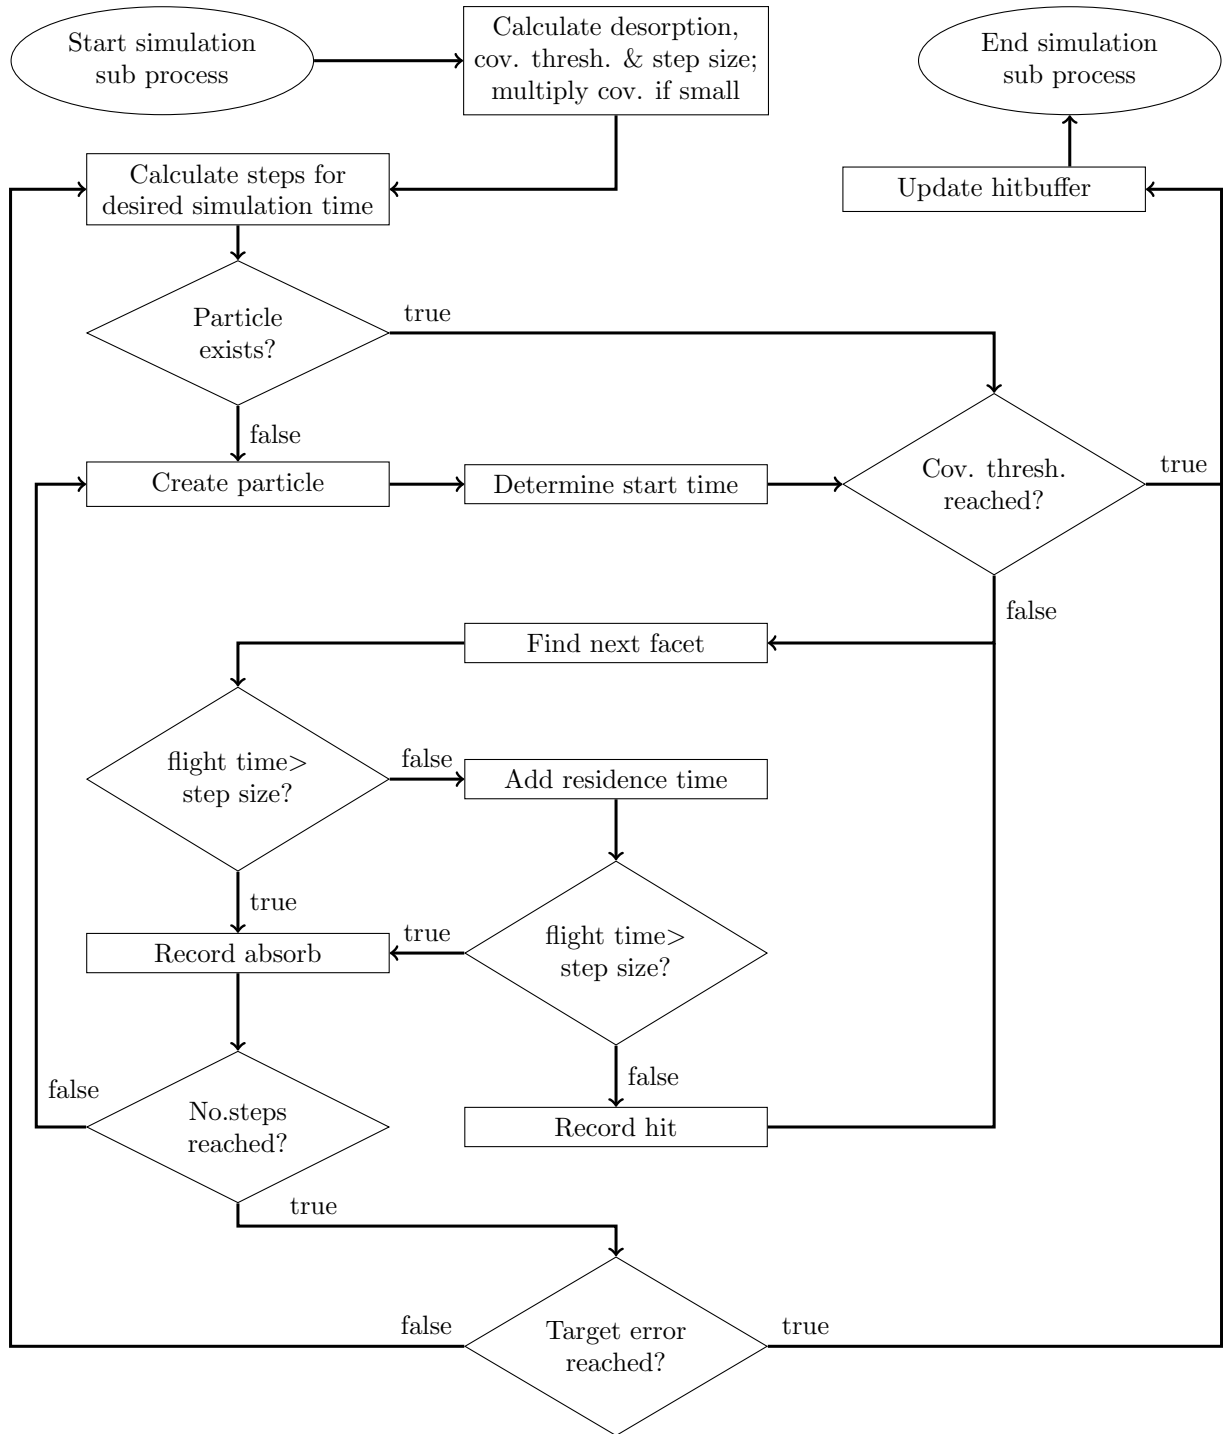 Start simulation
sub process
Calculate desorption,
cov. thresh. & step size;
multiply cov. if small
End simulation
sub process
Calculate steps for
desired simulation time
Update hitbuffer
Particle
exists?
true
false
Create particle
Determine start time
Cov. thresh.
reached?
true
false
Find next facet
flight time>
step size?
false
Add residence time
true
Record absorb
true
flight time>
step size?
false
Record hit
false
No.steps
reached?
true
false
Target error
reached?
true